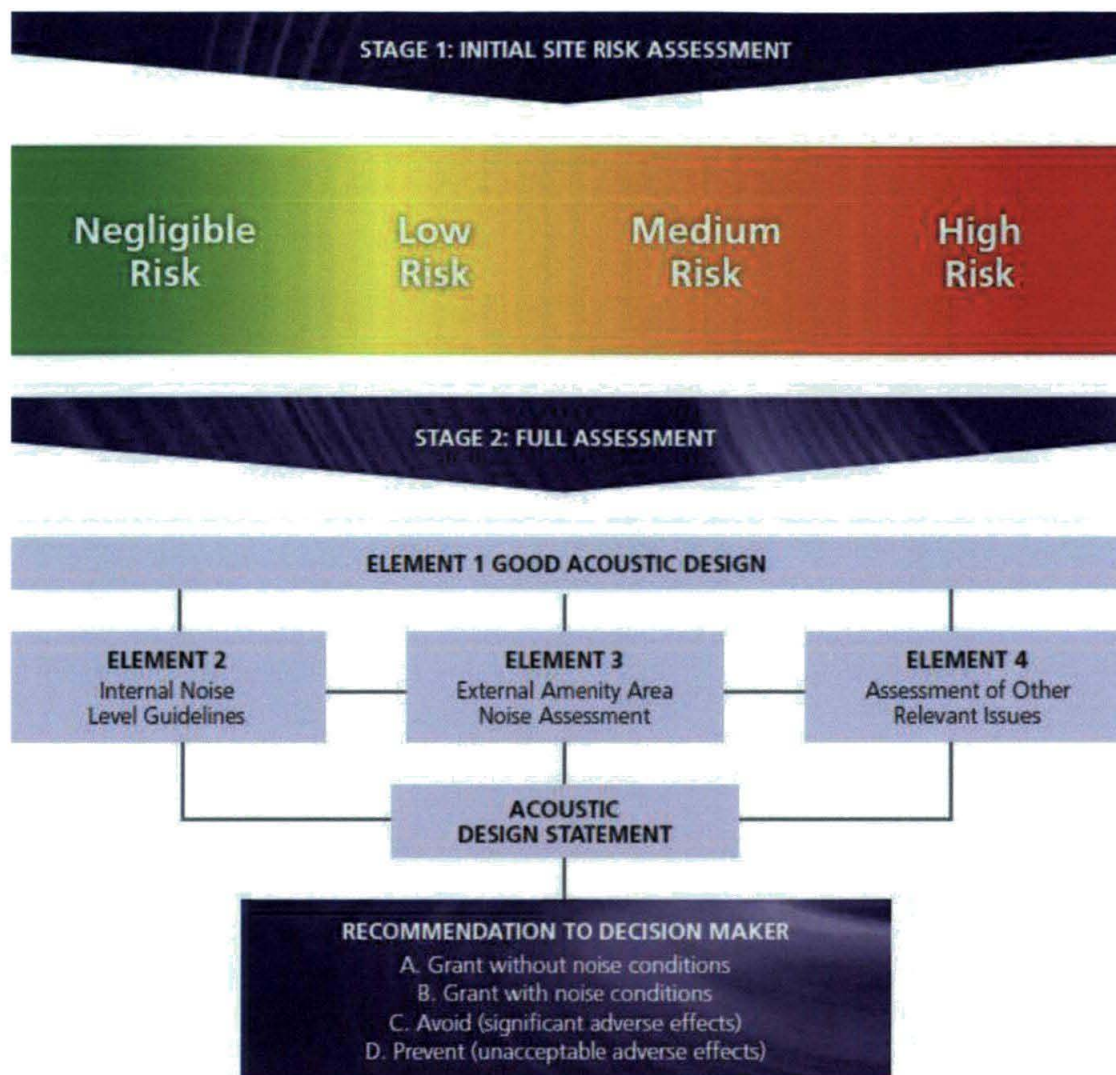 STAGE 1: INITIAL SITE RISK ASSESSMENT
Negligible
Risk
Low
Risk
Medium
Risk
High
Risk
STAGE 2: FULL ASSESSMENT
ELEMENT 1 GOOD ACOUSTIC DESIGN
ELEMENT 2
Internal Noise
Level Guidelines
ELEMENT 3
External Amenity Area
Noise Assessment
ELEMENT 4
Assessment of Other
Relevant Issues
ACOUSTIC
DESIGN STATEMENT
RECOMMENDATION TO DECISION MAKER
A. Grant without noise conditions
B. Grant with noise conditions
C. Avoid (significant adverse effects)
D. Prevent (unacceptable adverse effects)